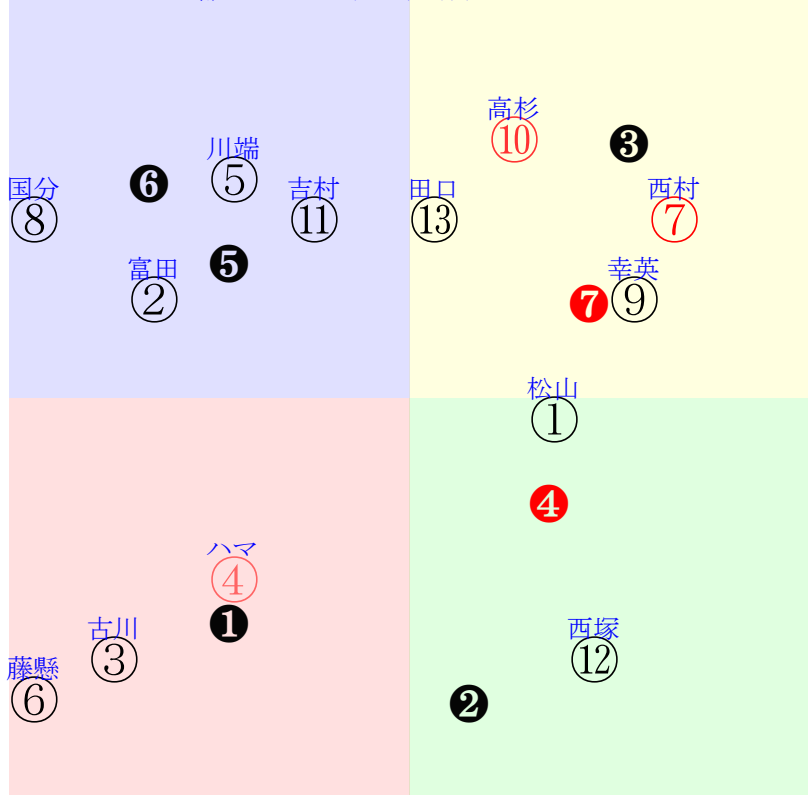 高杉
⑩
❸
川端
⑤
❻
国分
⑧
吉村
⑪
田口
⑬
西村
⑦
❺
富田
②
幸英
⑨
❼
松山
①
❹
ハマ
④
❶
古川
③
西塚
⑫
藤懸
⑥
❷